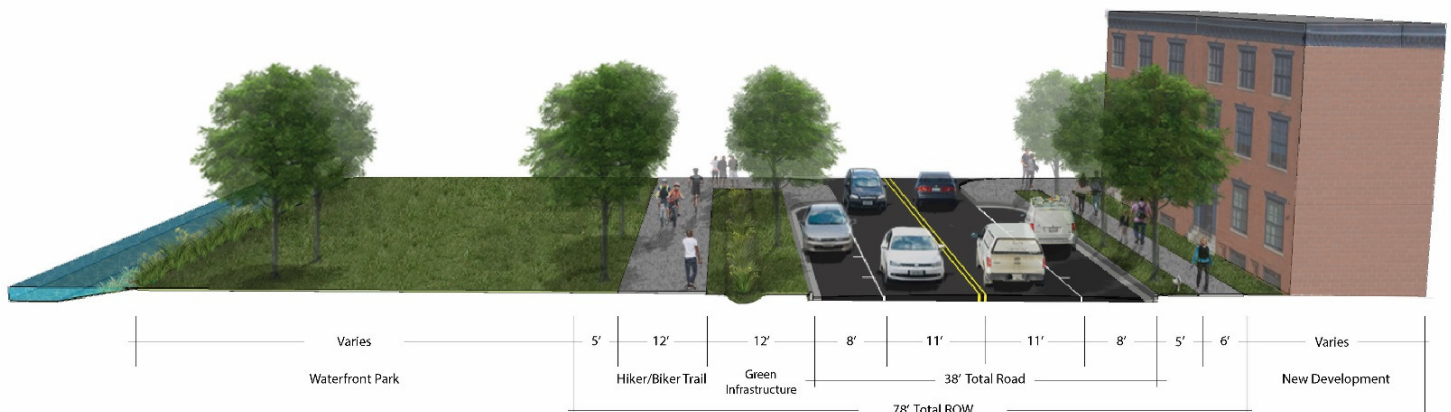 Varies 5' 12' 12' 8' 11' 11' 8' 5' 6' Varies
Waterfront Park Hiker/Biker Trail Green Infrastructure 38' Total Road New Development
78' Total ROW